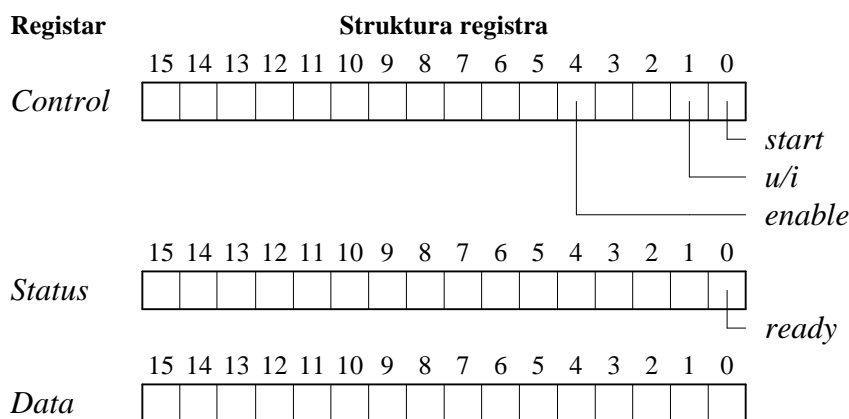 Registar Struktura registra
15 14 13 12 11 10 9 8 7 6 5 4 3 2 1 0
Control
start
u/i
enable
15 14 13 12 11 10 9 8 7 6 5 4 3 2 1 0
Status
ready
15 14 13 12 11 10 9 8 7 6 5 4 3 2 1 0
Data